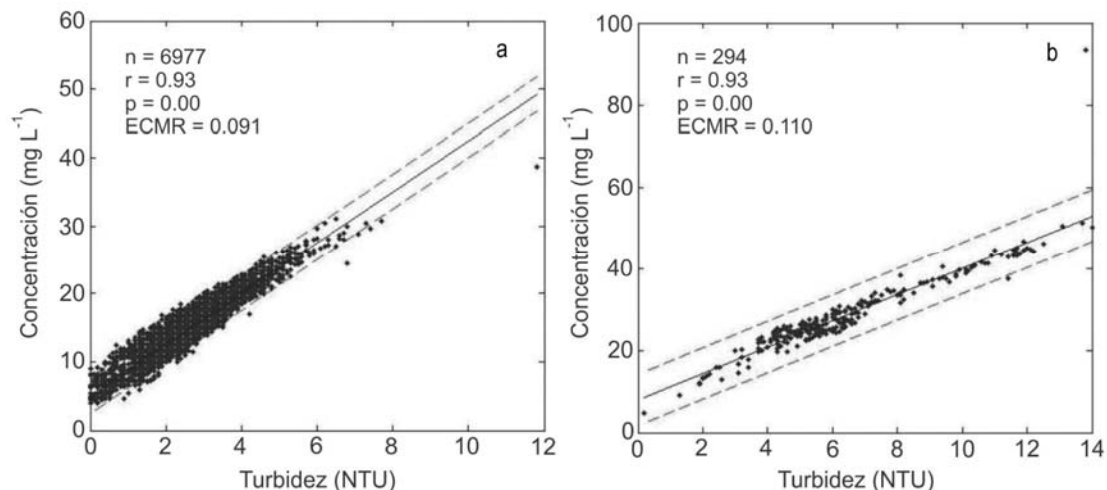 a
n = 6977
r = 0.93
p = 0.00
ECMR = 0.091
Concentración (mg L⁻¹)
60
50
40
30
20
10
0
0 2 4 6 8 10 12
Turbidez (NTU)
b
n = 294
r = 0.93
p = 0.00
ECMR = 0.110
Concentración (mg L⁻¹)
100
80
60
40
20
0
0 2 4 6 8 10 12 14
Turbidez (NTU)